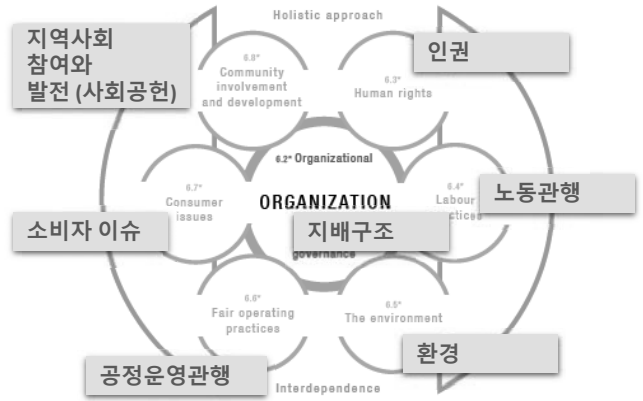 Holistic approach
지역사회
참여와
발전 (사회공헌)
6.8*
Community
involvement
and development
인권
6.3*
Human rights
6.2* Organizational
ORGANIZATION
지배구조
governance
6.7*
Consumer
issues
소비자 이슈
6.4*
Labour
노동관행
6.6*
Fair operating
practices
공정운영관행
6.5*
The environment
환경
Interdependence